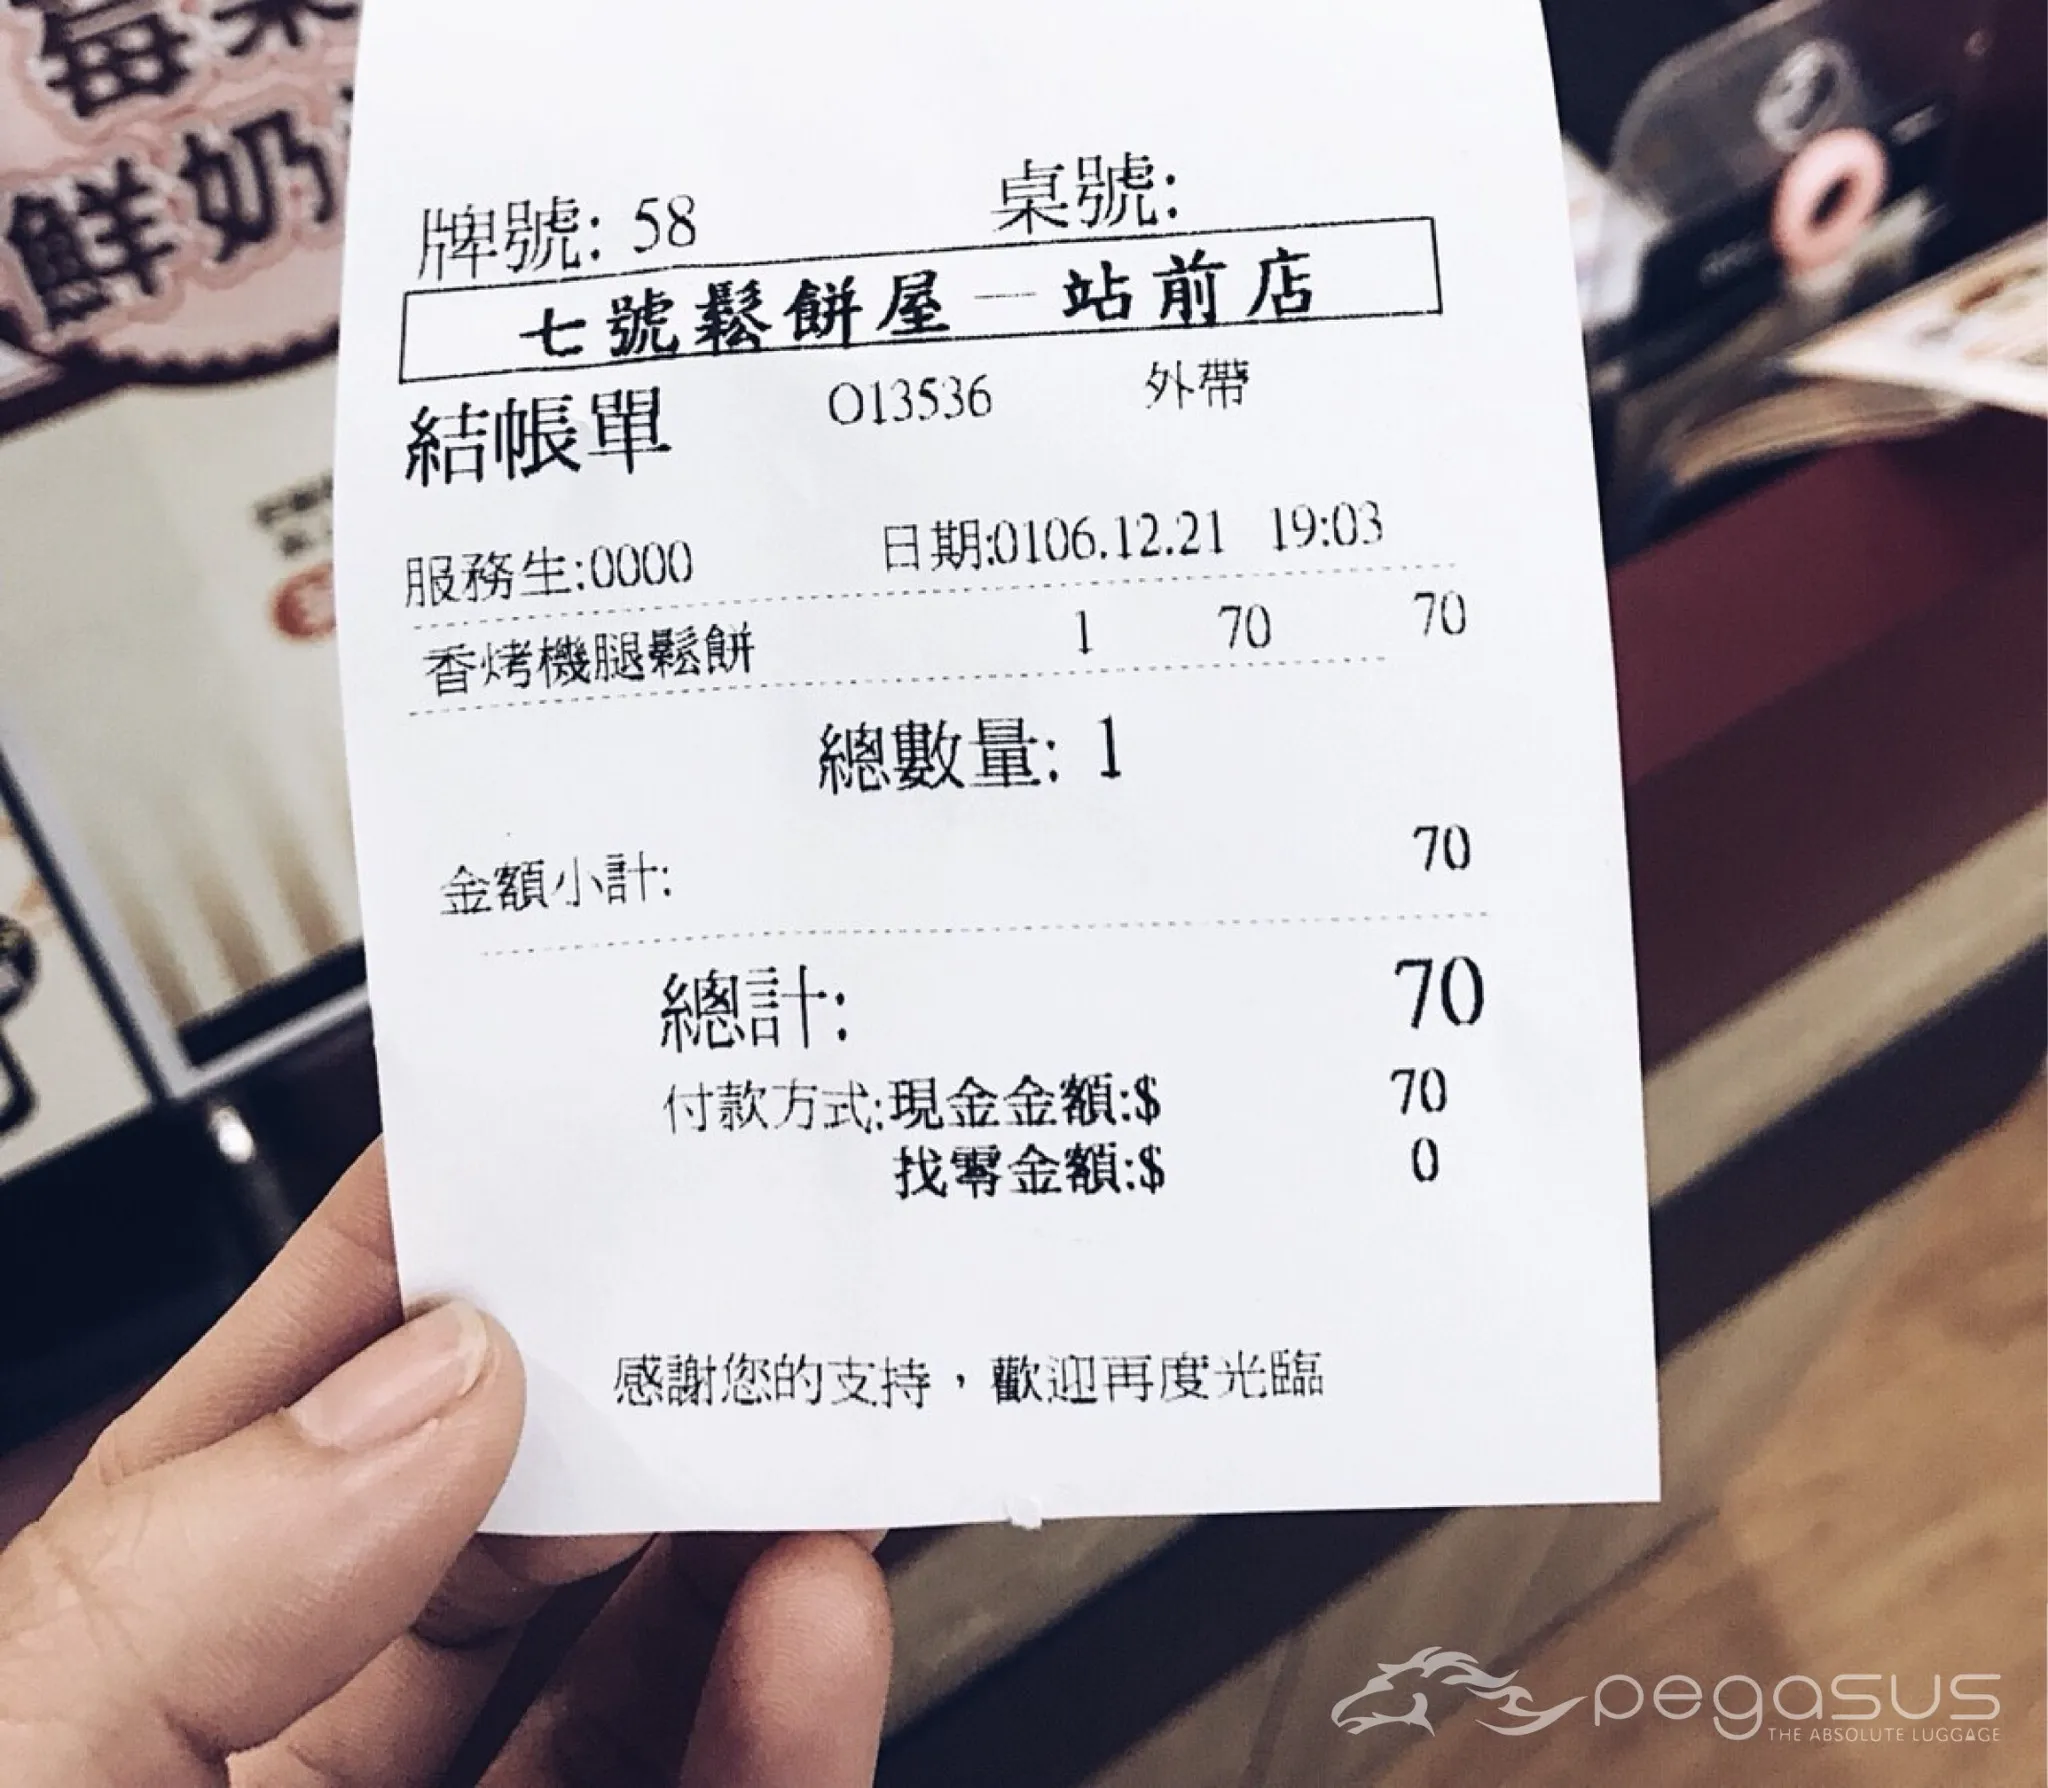 鮮奶
牌號: 58 桌號:
七號鬆餅屋—站前店
結帳單 O13536 外帶
服務生:0000 日期:0106.12.21 19:03
香烤機腿鬆餅 1 70 70
總數量: 1
金額小計: 70
總計: 70
付款方式:現金金額:$ 70
找零金額:$ 0
感謝您的支持，歡迎再度光臨
pegasus
THE ABSOLUTE LUGGAGE